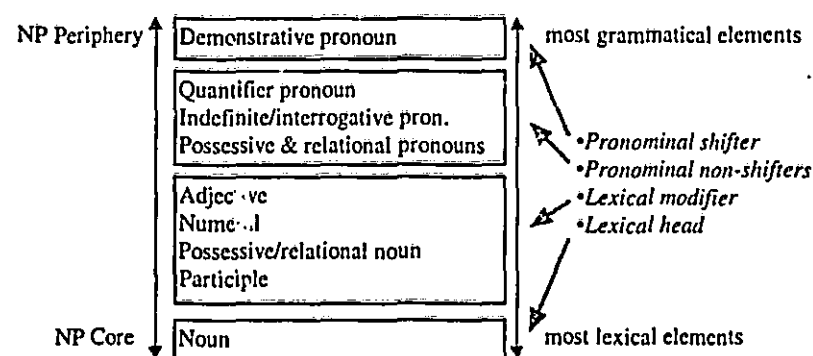 NP Periphery Demonstrative pronoun most grammatical elements
Quantifier pronoun
Indefinite/interrogative pron.
Possessive & relational pronouns
•Pronominal shifter
•Pronominal non-shifters
•Lexical modifier
•Lexical head
Possessive/relational noun
Participle
NP Core Noun most lexical elements